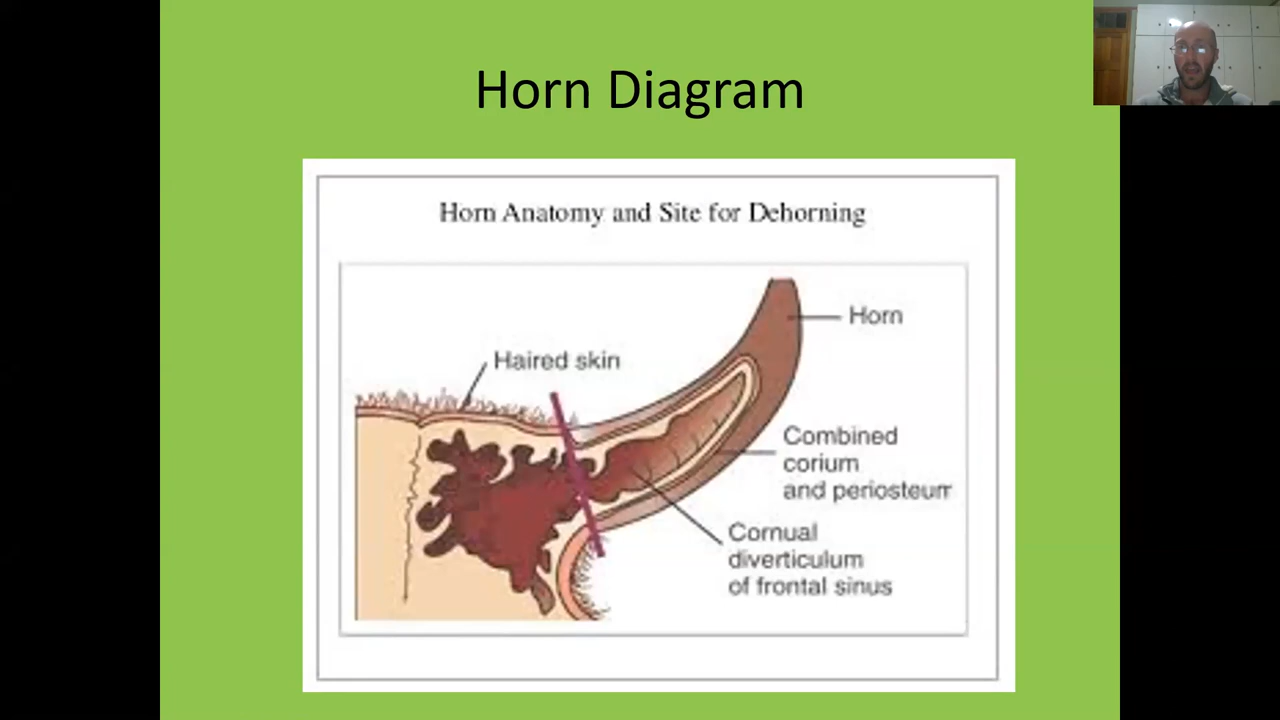 Horn Diagram
Horn Anatomy and Site for Dehorning
Horn
Haired skin
Combined
corium
and periosteum
Cornual
diverticulum
of frontal sinus